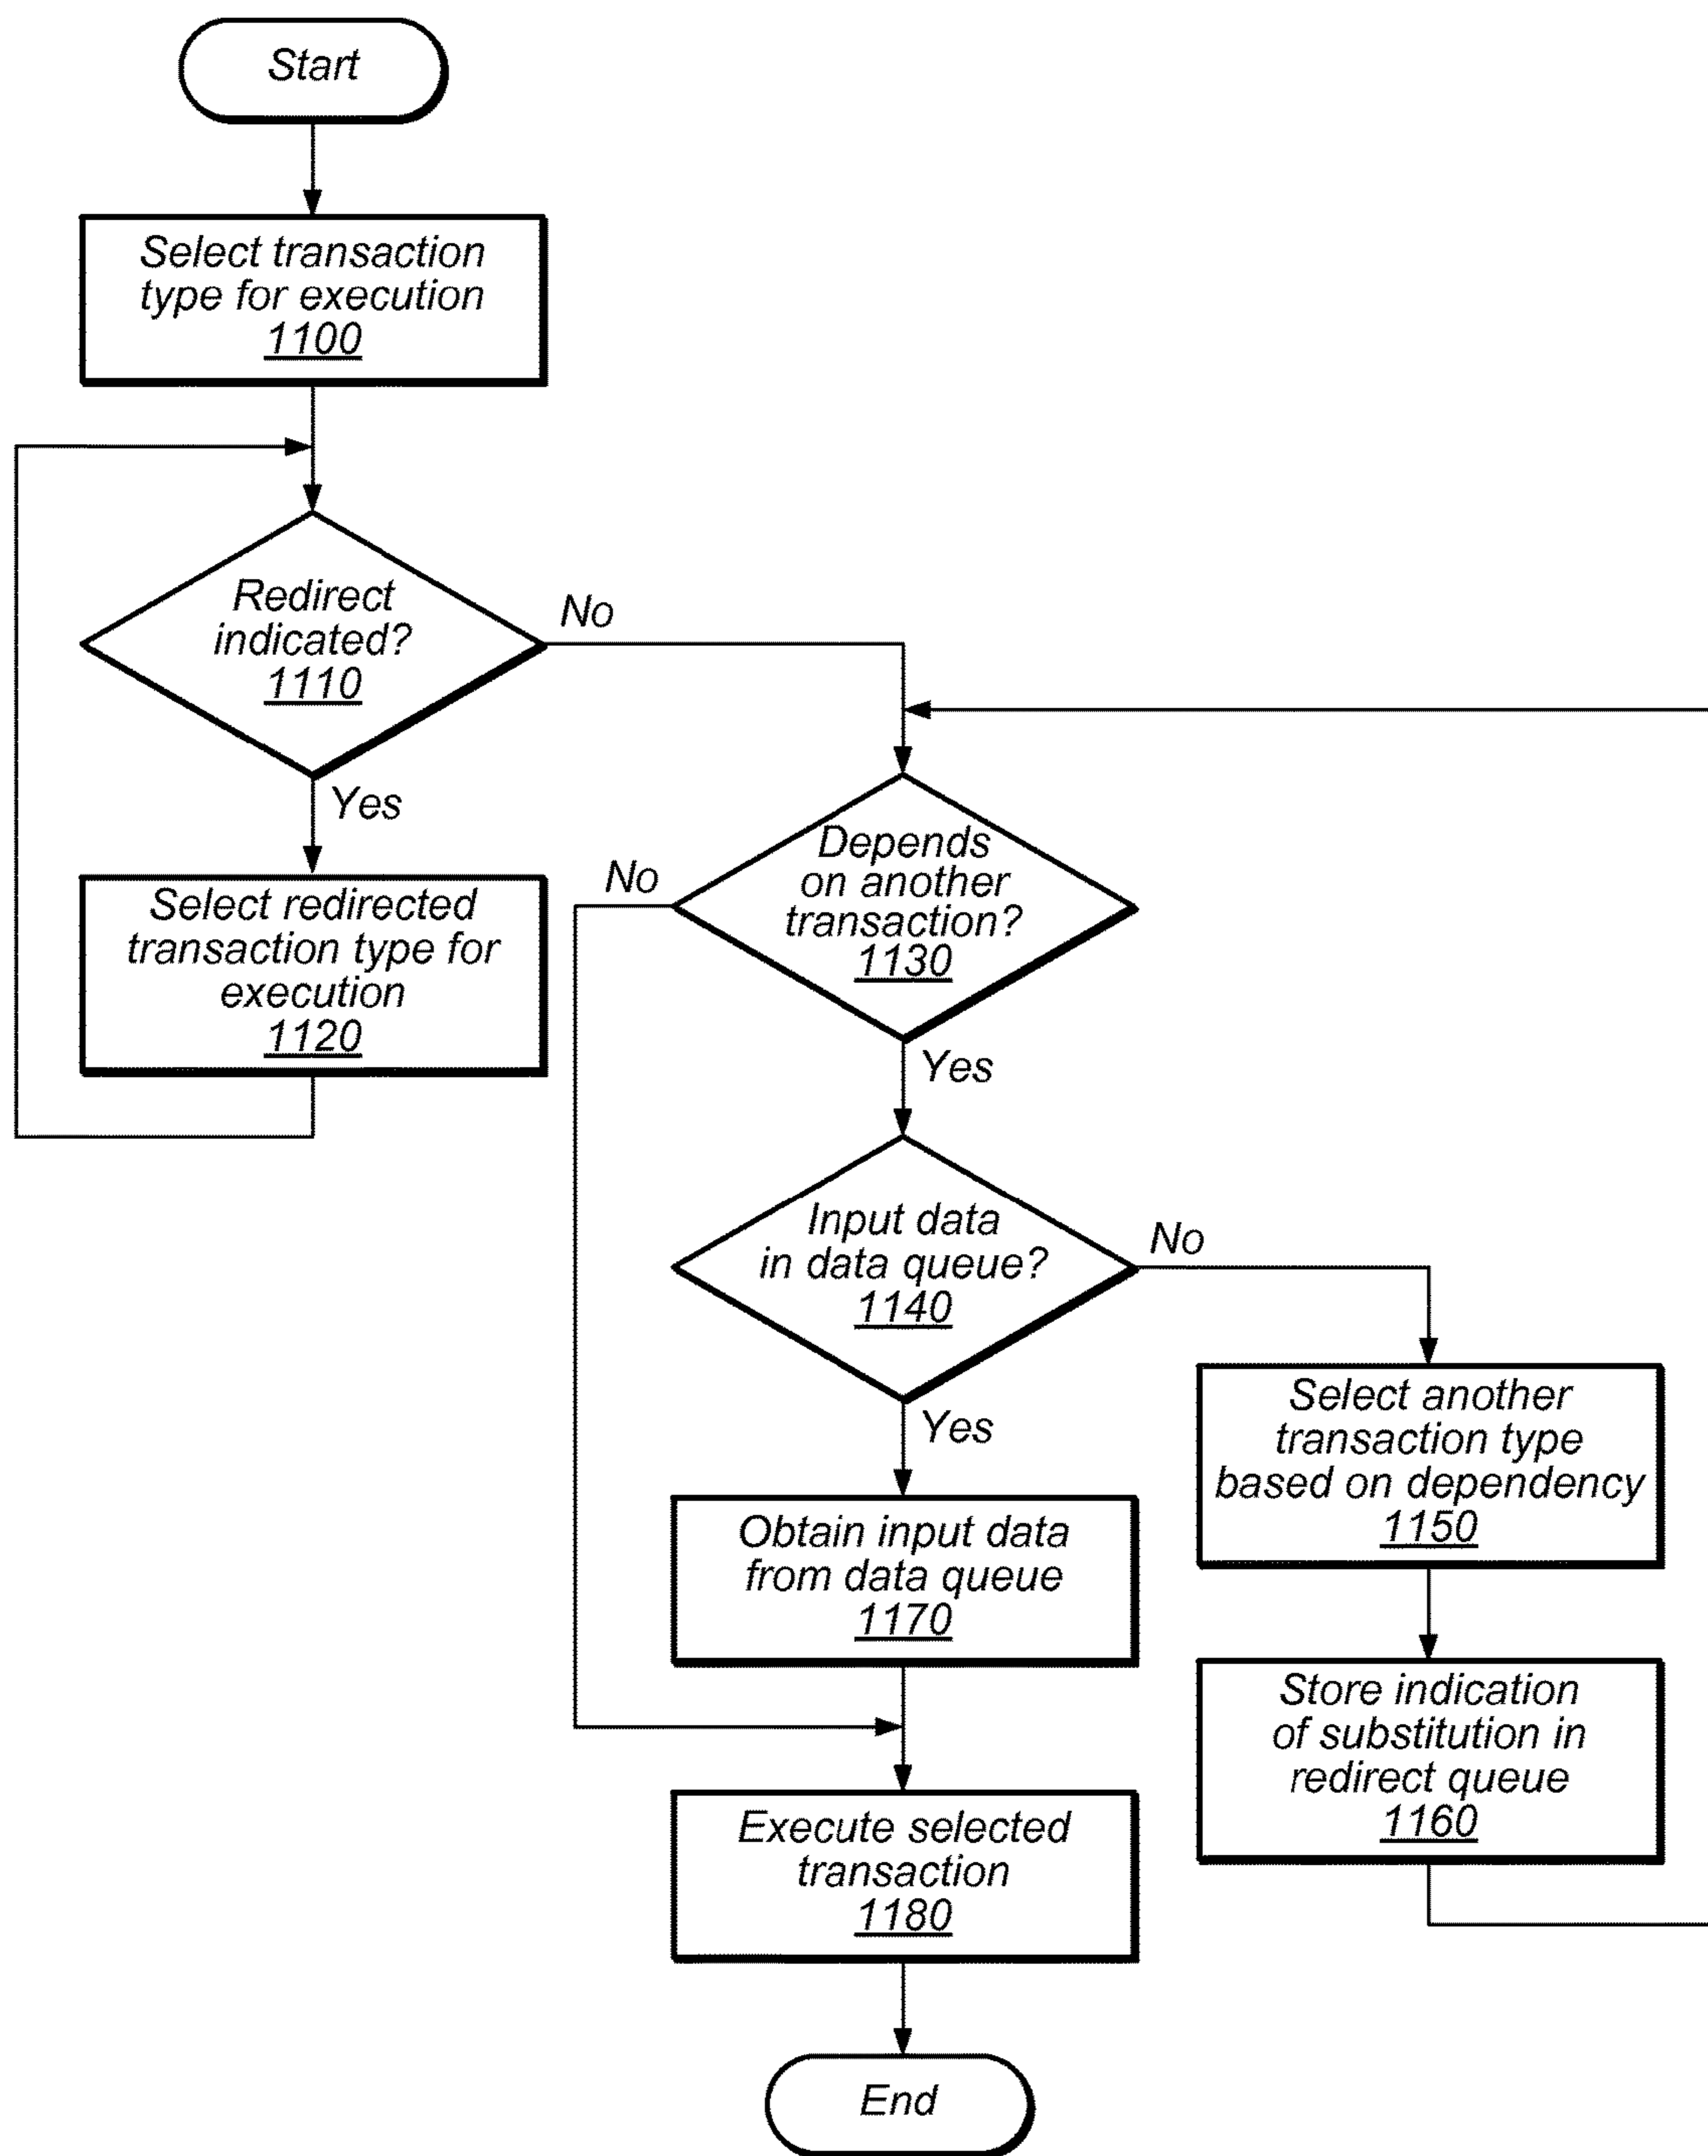 Start
Select transaction
type for execution
1100
Redirect
indicated?
1110
No
Yes
Select redirected
transaction type for
execution
1120
Depends
on another
transaction?
1130
No
Yes
Input data
in data queue?
1140
No
Yes
Select another
transaction type
based on dependency
1150
Obtain input data
from data queue
1170
Store indication
of substitution in
redirect queue
1160
Execute selected
transaction
1180
End